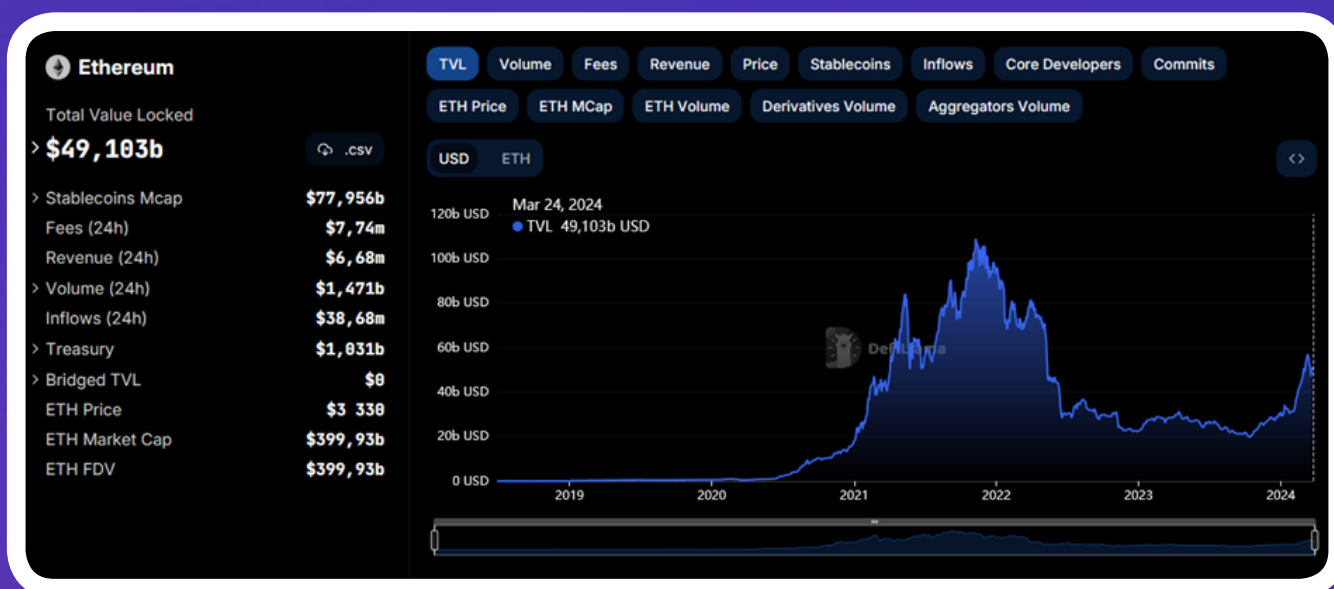 Ethereum
Total Value Locked
$49,103b
.csv
Stablecoins Mcap $77,956b
Fees (24h) $7,74m
Revenue (24h) $6,68m
Volume (24h) $1,471b
Inflows (24h) $38,68m
Treasury $1,031b
Bridged TVL $0
ETH Price $3 330
ETH Market Cap $399,93b
ETH FDV $399,93b
TVL Volume Fees Revenue Price Stablecoins Inflows Core Developers Commits
ETH Price ETH MCap ETH Volume Derivatives Volume Aggregators Volume
USD ETH
Mar 24, 2024
TVL 49,103b USD
120b USD
100b USD
80b USD
60b USD
40b USD
20b USD
0 USD
DefiLlama
2019 2020 2021 2022 2023 2024